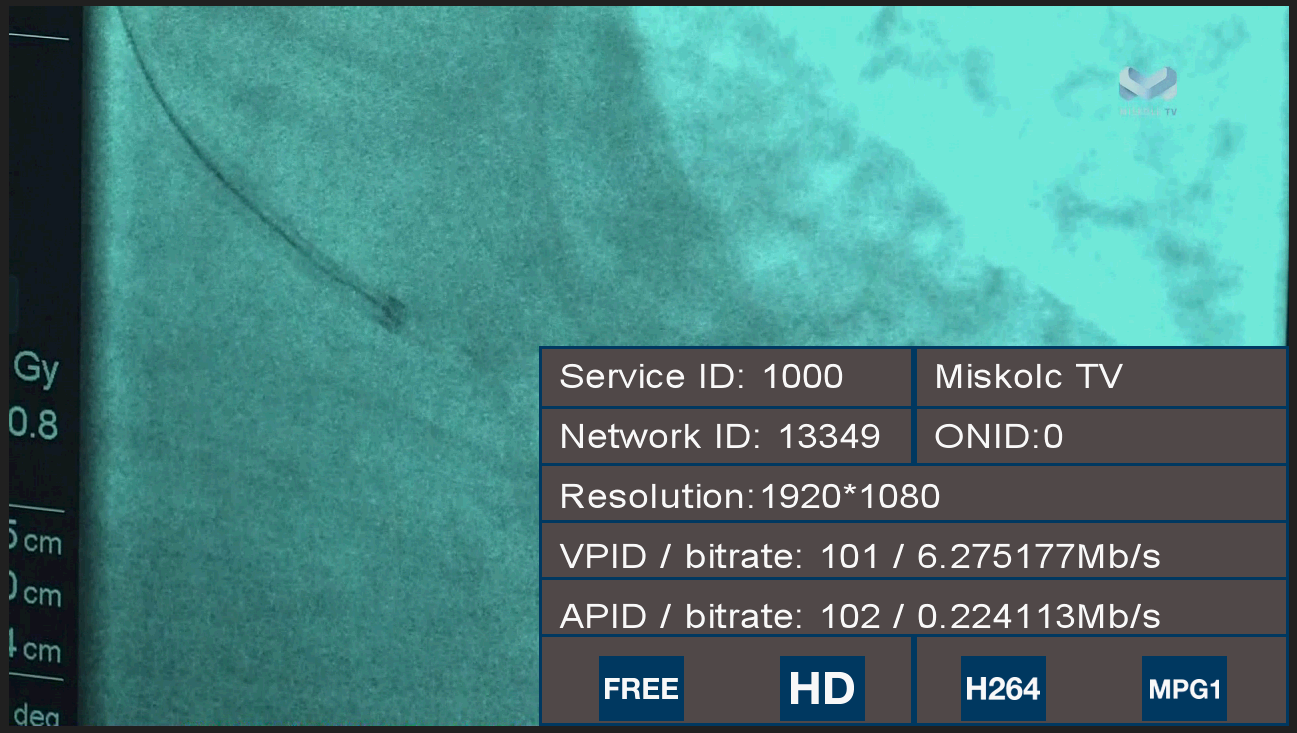 MISKOLC TV
Gy
0.8
5 cm
0 cm
4 cm
deg
Service ID: 1000
Miskolc TV
Network ID: 13349
ONID:0
Resolution:1920*1080
VPID / bitrate: 101 / 6.275177Mb/s
APID / bitrate: 102 / 0.224113Mb/s
FREE
HD
H264
MPG1